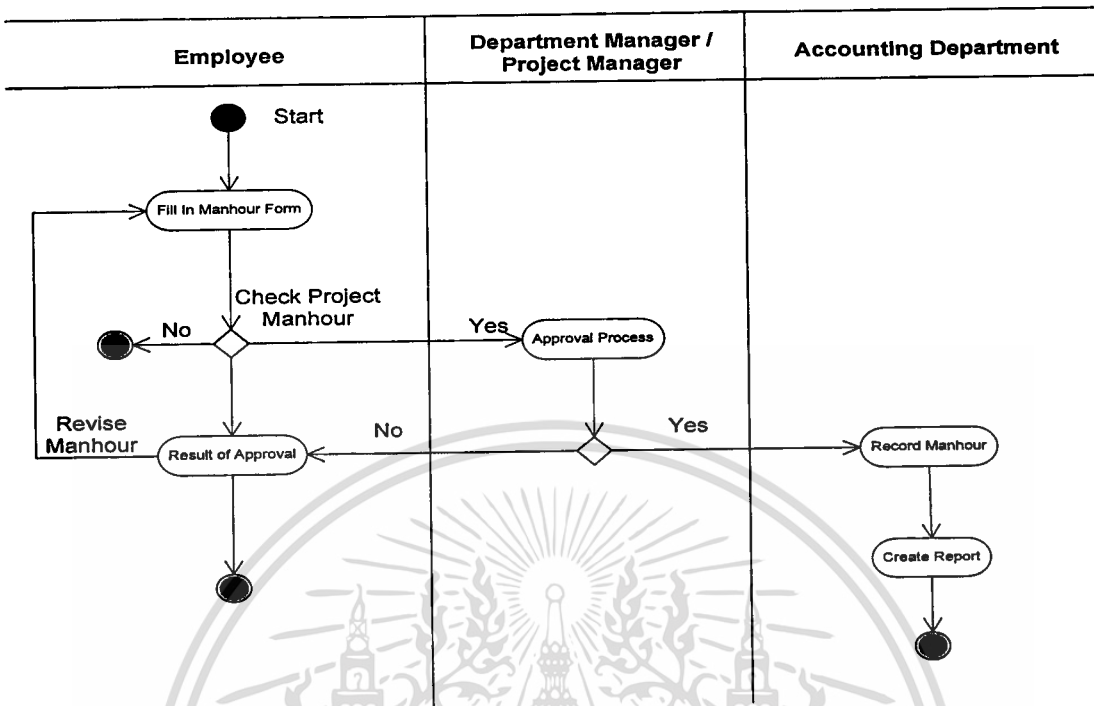 Employee
Department Manager /
Project Manager
Accounting Department
Start
Fill In Manhour Form
Check Project
Manhour
No
Yes
Approval Process
Revise
Manhour
Result of Approval
No
Yes
Record Manhour
Create Report